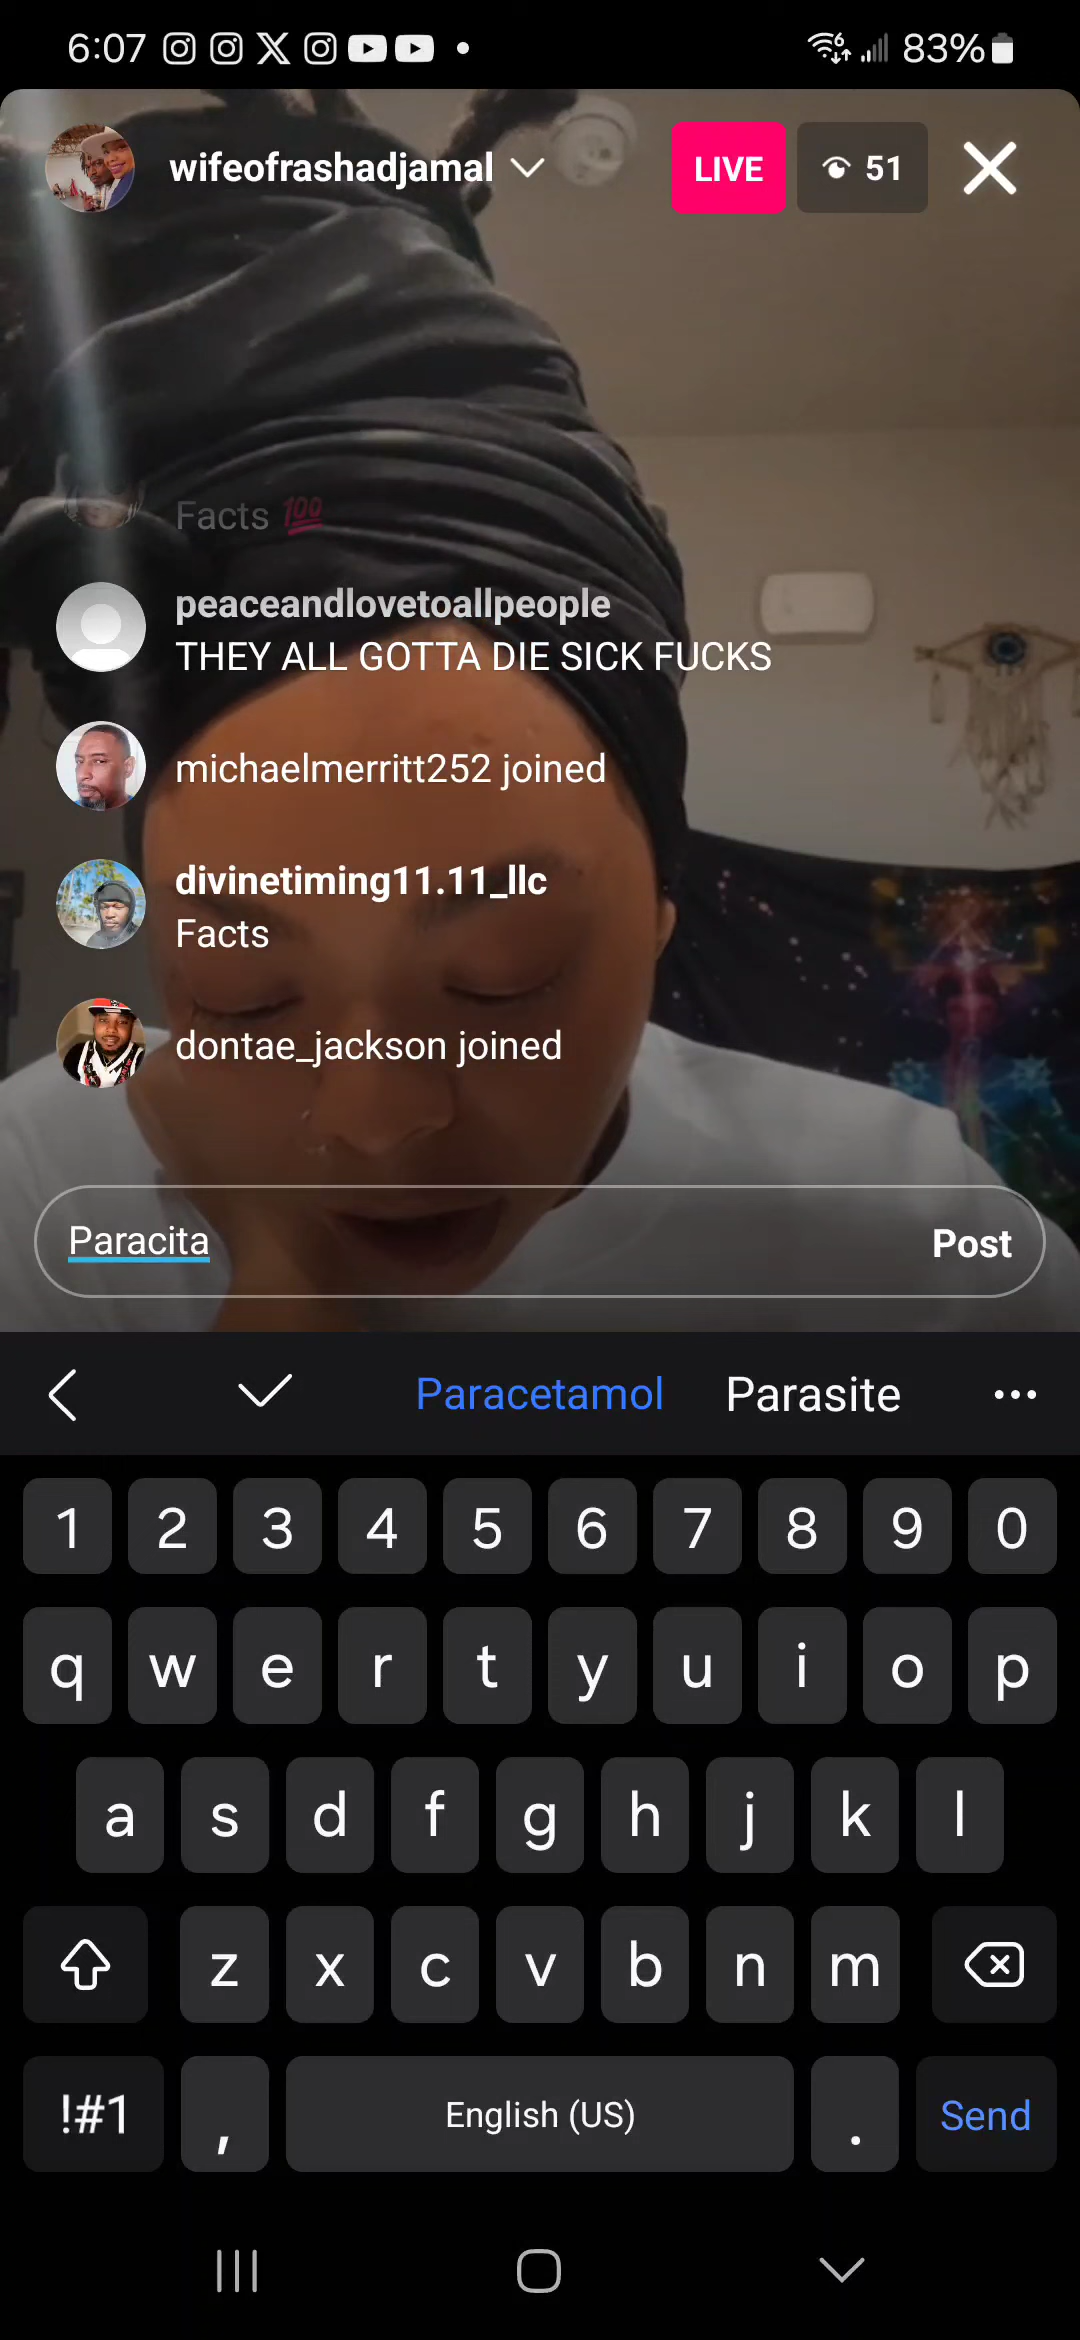 6:07
83%
wifeofrashadjamal
LIVE
51
Facts 💯
peaceandlovetoallpeople
THEY ALL GOTTA DIE SICK FUCKS
michaelmerritt252 joined
divinetiming11.11_llc
Facts
dontae_jackson joined
Paracita
Post
Paracetamol
Parasite
1 2 3 4 5 6 7 8 9 0
q w e r t y u i o p
a s d f g h j k l
z x c v b n m
!#1 , English (US) . Send